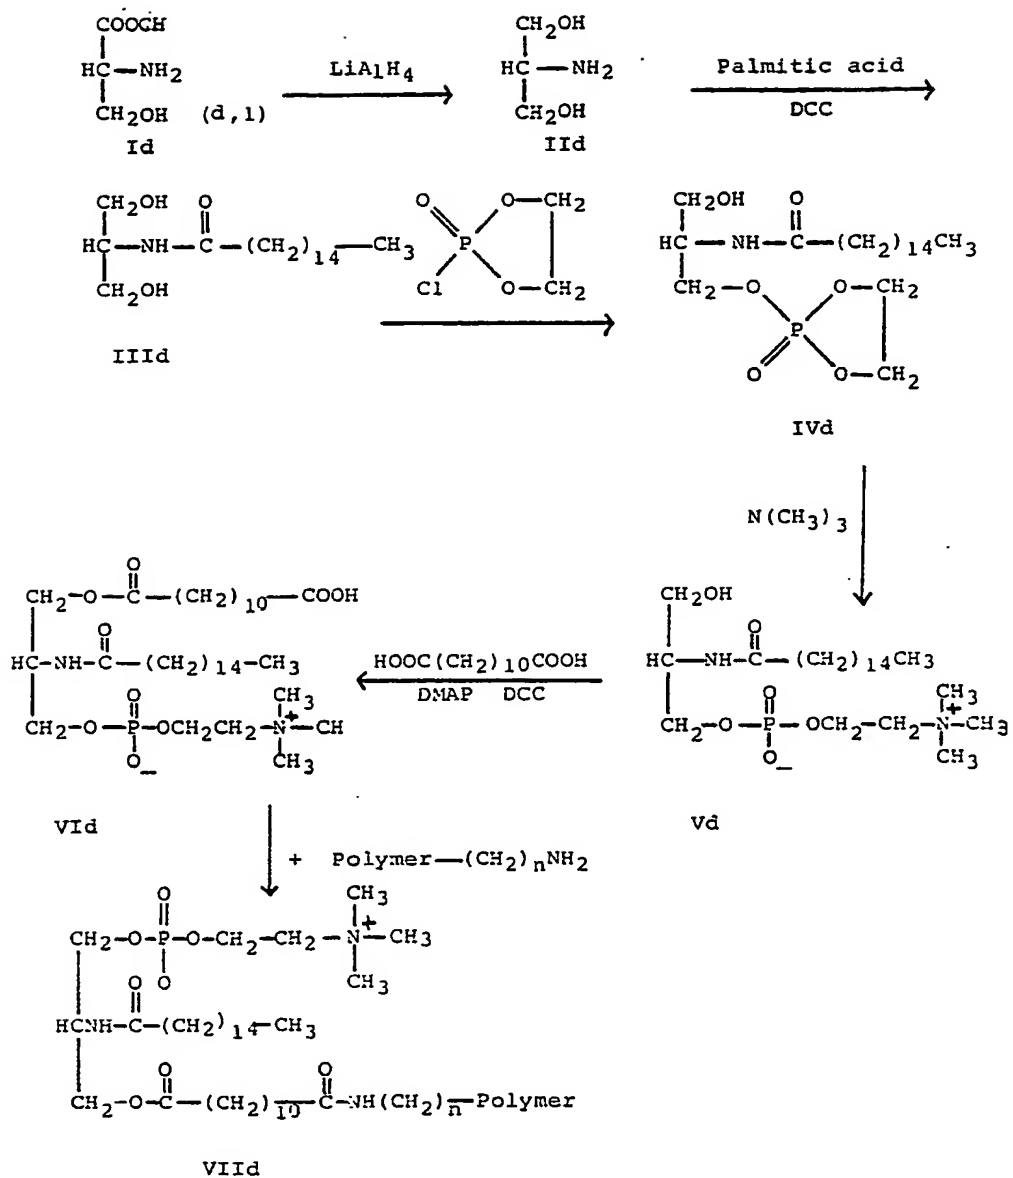 COOCH
HC—NH2
CH2OH (d,l)
Id
LiAlH4
CH2OH
HC—NH2
CH2OH
IId
Palmitic acid
DCC
CH2OH O
HC—NH—C—(CH2)14—CH3
CH2OH
IIId
O O—CH2
P
Cl O—CH2
CH2OH O
HC—NH—C—(CH2)14CH3
CH2—O O—CH2
P
O O—CH2
IVd
N(CH3)3
O
CH2—O—C—(CH2)10—COOH
O
HC—NH—C—(CH2)14—CH3
O CH3
CH2—O—P—OCH2CH2—N+—CH
O− CH3
VId
HOOC(CH2)10COOH
DMAP DCC
CH2OH
O
HC—NH—C—(CH2)14CH3
O CH3
CH2—O—P—OCH2—CH2—N+—CH3
O− CH3
Vd
+ Polymer—(CH2)nNH2
O CH3
CH2—O—P—O—CH2—CH2—N+—CH3
O CH3
O
HCNH—C—(CH2)14—CH3
O O
CH2—O—C—(CH2)10—C—NH(CH2)n—Polymer
VIId